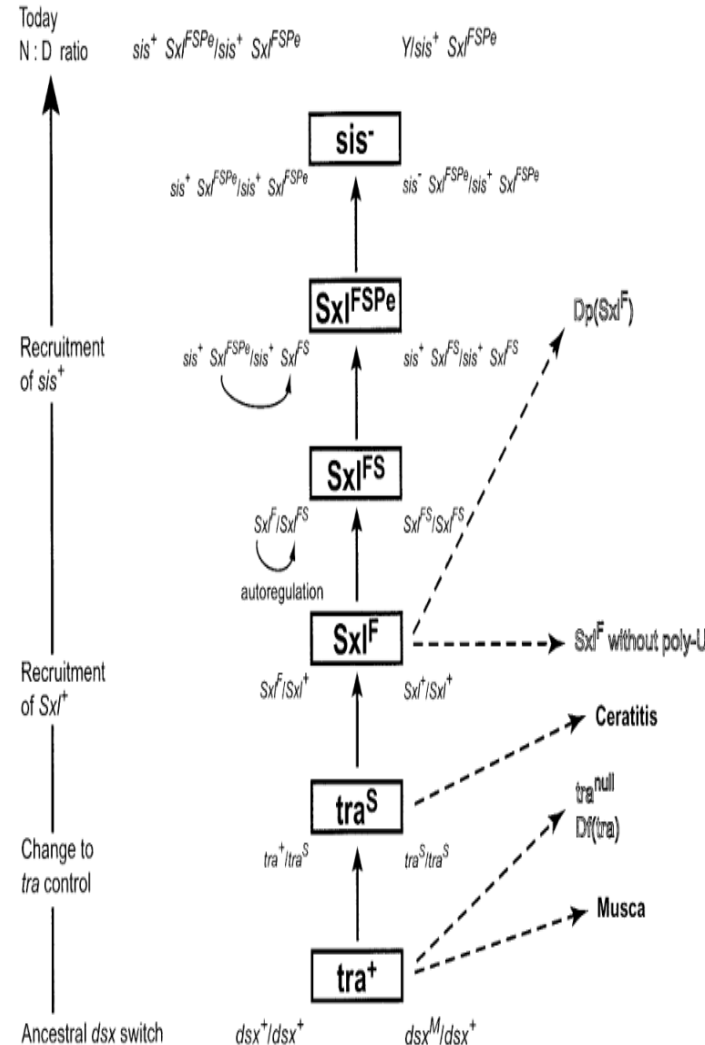 Today
N : D ratio sis+ SxlFSPe/sis+ SxlFSPe Y/sis+ SxlFSPe
sis-
sis+ SxlFSPe/sis+ SxlFSPe sis- SxlFSPe/sis+ SxlFSPe
SxlFSPe
Dp(SxlF)
Recruitment
of sis+
sis+ SxlFSPe/sis+ SxlFS sis+ SxlFS/sis+ SxlFS
SxlFS
SxlF/SxlFS SxlFS/SxlFS
autoregulation
SxlF
SxlF without poly-U
Recruitment
of Sxl+
SxlF/Sxl+ Sxl+/Sxl+
Ceratitis
traS
tranull
Df(tra)
Change to
tra control
tra+/traS traS/traS
Musca
tra+
Ancestral dsx switch dsx+/dsx+ dsxM/dsx+